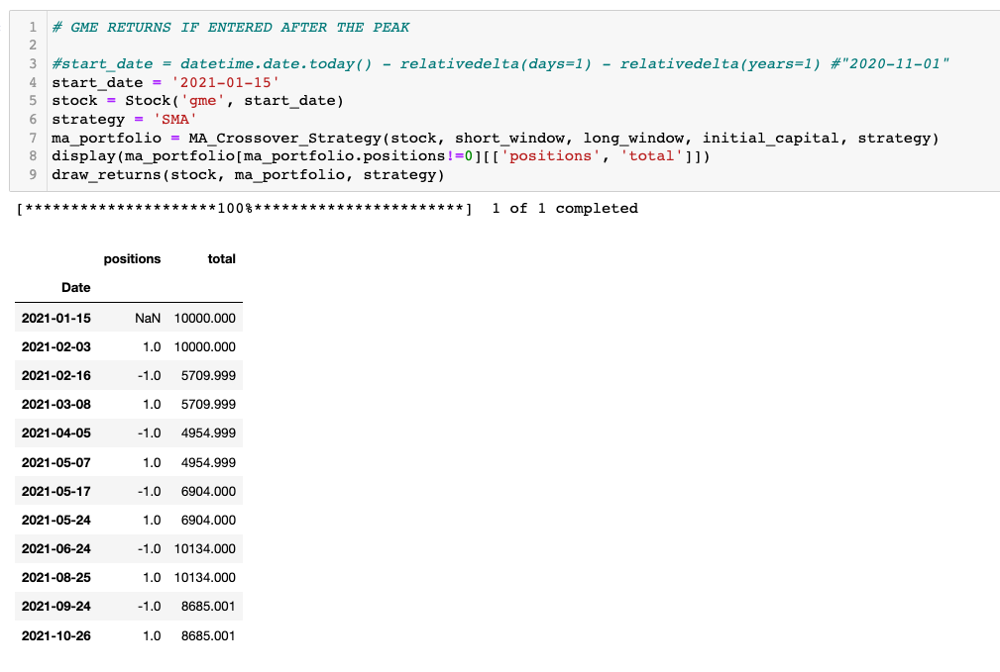 1 # GME RETURNS IF ENTERED AFTER THE PEAK
2
3 #start_date = datetime.date.today() - relativedelta(days=1) - relativedelta(years=1) #"2020-11-01"
4 start_date = '2021-01-15'
5 stock = Stock('gme', start_date)
6 strategy = 'SMA'
7 ma_portfolio = MA_Crossover_Strategy(stock, short_window, long_window, initial_capital, strategy)
8 display(ma_portfolio[ma_portfolio.positions!=0][['positions', 'total']])
9 draw_returns(stock, ma_portfolio, strategy)
[*********************100%***********************]  1 of 1 completed
positions total
Date
2021-01-15 NaN 10000.000
2021-02-03 1.0 10000.000
2021-02-16 -1.0 5709.999
2021-03-08 1.0 5709.999
2021-04-05 -1.0 4954.999
2021-05-07 1.0 4954.999
2021-05-17 -1.0 6904.000
2021-05-24 1.0 6904.000
2021-06-24 -1.0 10134.000
2021-08-25 1.0 10134.000
2021-09-24 -1.0 8685.001
2021-10-26 1.0 8685.001